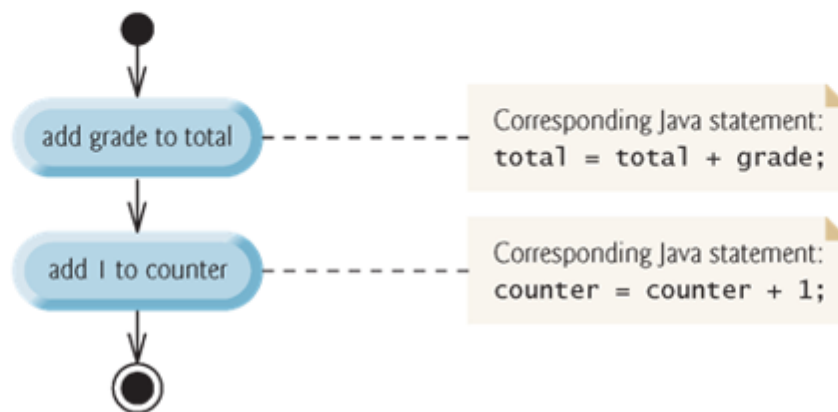 add grade to total
Corresponding Java statement:
total = total + grade;
add 1 to counter
Corresponding Java statement:
counter = counter + 1;